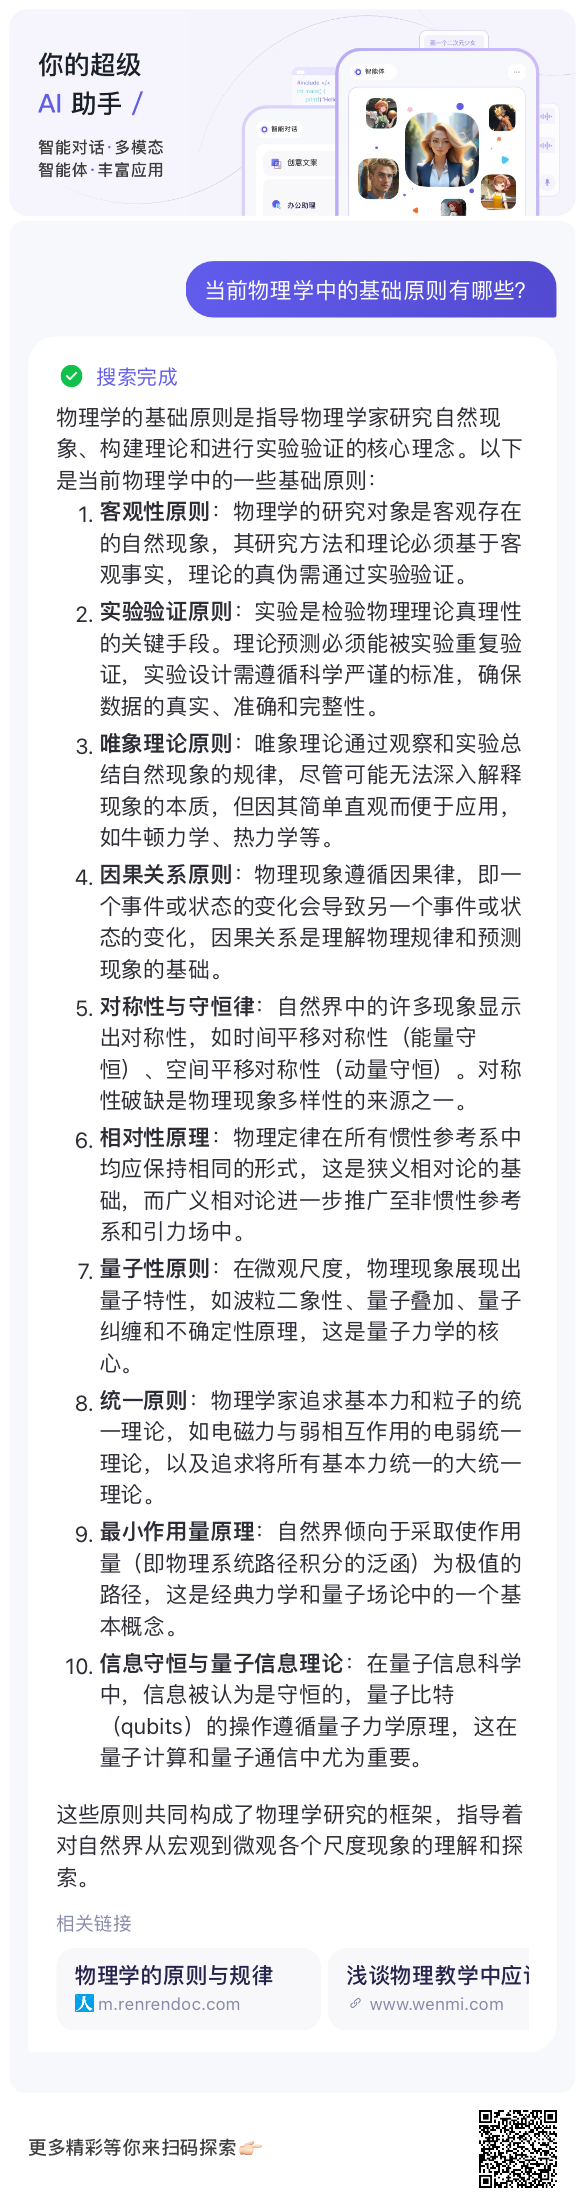 你的超级
AI 助手 /
智能对话·多模态
智能体·丰富应用
画一个二次元少女
#include </>
int main() {
智能体
智能对话
创意文案
办公助理
当前物理学中的基础原则有哪些?
搜索完成
物理学的基础原则是指导物理学家研究自然现
象、构建理论和进行实验验证的核心理念。以下
是当前物理学中的一些基础原则：
1. 客观性原则：物理学的研究对象是客观存在
的自然现象，其研究方法和理论必须基于客
观事实，理论的真伪需通过实验验证。
2. 实验验证原则：实验是检验物理理论真理性
的关键手段。理论预测必须能被实验重复验
证，实验设计需遵循科学严谨的标准，确保
数据的真实、准确和完整性。
3. 唯象理论原则：唯象理论通过观察和实验总
结自然现象的规律，尽管可能无法深入解释
现象的本质，但因其简单直观而便于应用，
如牛顿力学、热力学等。
4. 因果关系原则：物理现象遵循因果律，即一
个事件或状态的变化会导致另一个事件或状
态的变化，因果关系是理解物理规律和预测
现象的基础。
5. 对称性与守恒律：自然界中的许多现象显示
出对称性，如时间平移对称性（能量守
恒）、空间平移对称性（动量守恒）。对称
性破缺是物理现象多样性的来源之一。
6. 相对性原理：物理定律在所有惯性参考系中
均应保持相同的形式，这是狭义相对论的基
础，而广义相对论进一步推广至非惯性参考
系和引力场中。
7. 量子性原则：在微观尺度，物理现象展现出
量子特性，如波粒二象性、量子叠加、量子
纠缠和不确定性原理，这是量子力学的核
心。
8. 统一原则：物理学家追求基本力和粒子的统
一理论，如电磁力与弱相互作用的电弱统一
理论，以及追求将所有基本力统一的大统一
理论。
9. 最小作用量原理：自然界倾向于采取使作用
量（即物理系统路径积分的泛函）为极值的
路径，这是经典力学和量子场论中的一个基
本概念。
10. 信息守恒与量子信息理论：在量子信息科学
中，信息被认为是守恒的，量子比特
（qubits）的操作遵循量子力学原理，这在
量子计算和量子通信中尤为重要。
这些原则共同构成了物理学研究的框架，指导着
对自然界从宏观到微观各个尺度现象的理解和探
索。
相关链接
物理学的原则与规律
人 m.renrendoc.com
浅谈物理教学中应
www.wenmi.com
更多精彩等你来扫码探索👉🏻